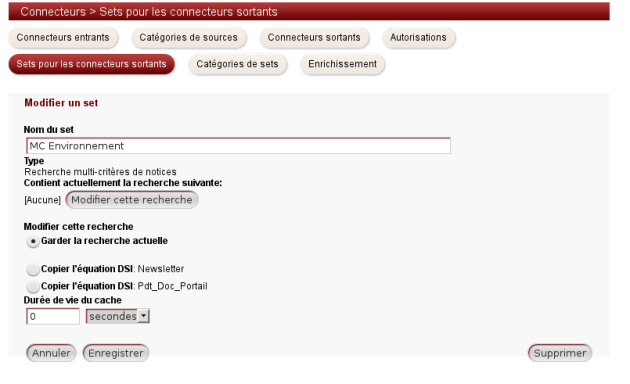 Connecteurs > Sets pour les connecteurs sortants
Connecteurs entrants Catégories de sources Connecteurs sortants Autorisations
Sets pour les connecteurs sortants Catégories de sets Enrichissement
Modifier un set
Nom du set
MC Environnement
Type
Recherche multi-critères de notices
Contient actuellement la recherche suivante:
[Aucune] Modifier cette recherche
Modifier cette recherche
Garder la recherche actuelle
Copier l'équation DSI: Newsletter
Copier l'équation DSI: Pdt_Doc_Portail
Durée de vie du cache
0 secondes
Annuler Enregistrer Supprimer